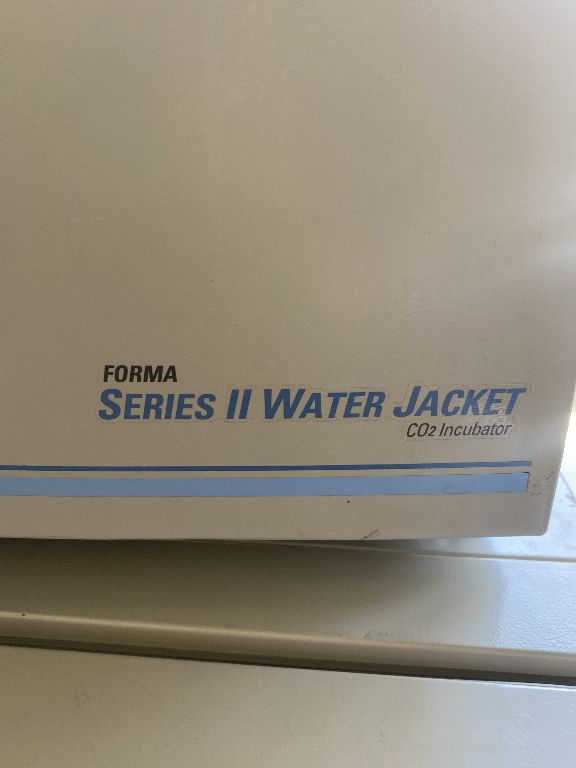 FORMA
SERIES II WATER JACKET
CO2 Incubator